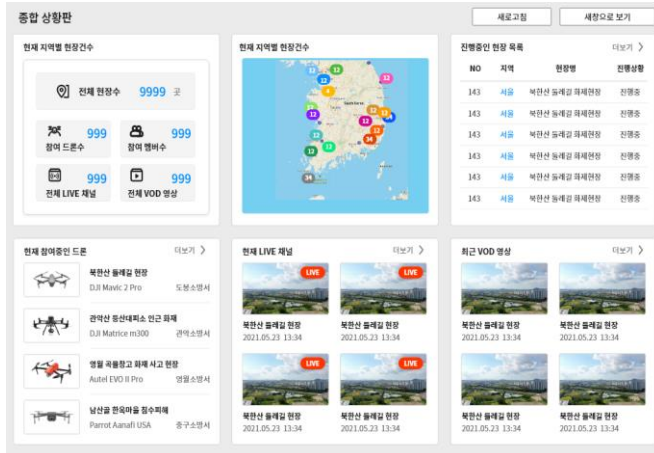 종합 상황판
새로고침
새창으로 보기
현재 지역별 현장건수
전체 현장수 9999 곳
999
참여 드론수
999
참여 멤버수
999
전체 LIVE 채널
999
전체 VOD 영상
현재 지역별 현장건수
진행중인 현장 목록 더보기
NO 지역 현장명 진행상황
143 서울 북한산 둘레길 화재현장 진행중
143 서울 북한산 둘레길 화재현장 진행중
143 서울 북한산 둘레길 화재현장 진행중
143 서울 북한산 둘레길 화재현장 진행중
143 서울 북한산 둘레길 화재현장 진행중
143 서울 북한산 둘레길 화재현장 진행중
현재 참여중인 드론 더보기
북한산 둘레길 현장
DJI Mavic 2 Pro 도봉소방서
관악산 등산대피소 인근 화재
DJI Matrice m300 관악소방서
영월 곡물창고 화재 사고 현장
Autel EVO II Pro 영월소방서
남산골 한옥마을 침수피해
Parrot Aanafi USA 중구소방서
현재 LIVE 채널 더보기
LIVE
LIVE
북한산 둘레길 현장 북한산 둘레길 현장
2021.05.23 13:34 2021.05.23 13:34
LIVE
북한산 둘레길 현장 북한산 둘레길 현장
2021.05.23 13:34 2021.05.23 13:34
최근 VOD 영상 더보기
북한산 둘레길 현장 북한산 둘레길 현장
2021.05.23 13:34 2021.05.23 13:34
북한산 둘레길 현장 북한산 둘레길 현장
2021.05.23 13:34 2021.05.23 13:34